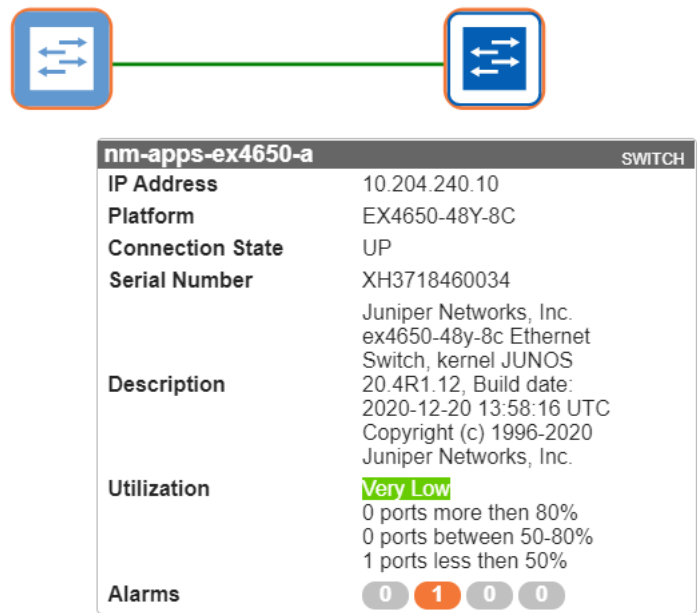 nm-apps-ex4650-a SWITCH
IP Address 10.204.240.10
Platform EX4650-48Y-8C
Connection State UP
Serial Number XH3718460034
Description Juniper Networks, Inc.
ex4650-48y-8c Ethernet
Switch, kernel JUNOS
20.4R1.12, Build date:
2020-12-20 13:58:16 UTC
Copyright (c) 1996-2020
Juniper Networks, Inc.
Utilization Very Low
0 ports more then 80%
0 ports between 50-80%
1 ports less then 50%
Alarms 0 1 0 0